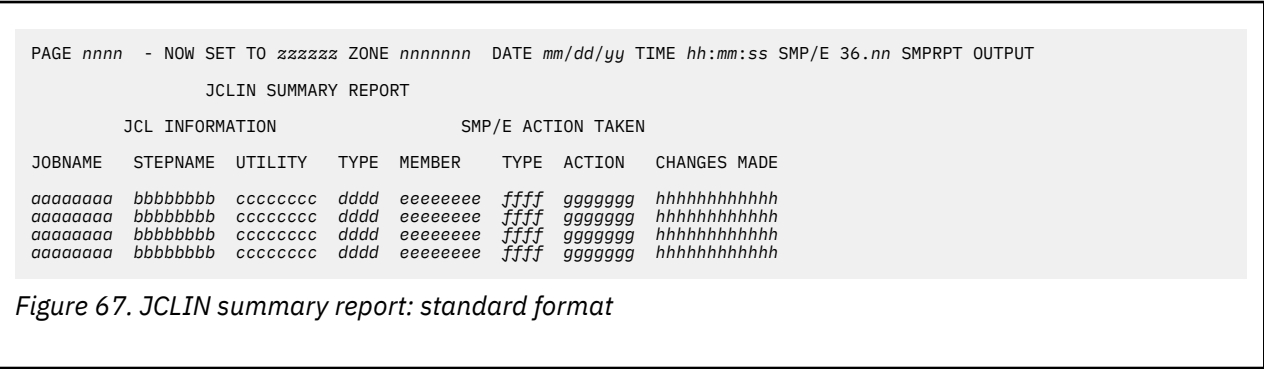 PAGE nnnn - NOW SET TO zzzzzz ZONE nnnnnnn DATE mm/dd/yy TIME hh:mm:ss SMP/E 36.nn SMPRPT OUTPUT
JCLIN SUMMARY REPORT
JCL INFORMATION SMP/E ACTION TAKEN
JOBNAME STEPNAME UTILITY TYPE MEMBER TYPE ACTION CHANGES MADE
aaaaaaaa bbbbbbbb cccccccc dddd eeeeeeee ffff ggggggg hhhhhhhhhhhh
aaaaaaaa bbbbbbbb cccccccc dddd eeeeeeee ffff ggggggg hhhhhhhhhhhh
aaaaaaaa bbbbbbbb cccccccc dddd eeeeeeee ffff ggggggg hhhhhhhhhhhh
aaaaaaaa bbbbbbbb cccccccc dddd eeeeeeee ffff ggggggg hhhhhhhhhhhh
Figure 67. JCLIN summary report: standard format